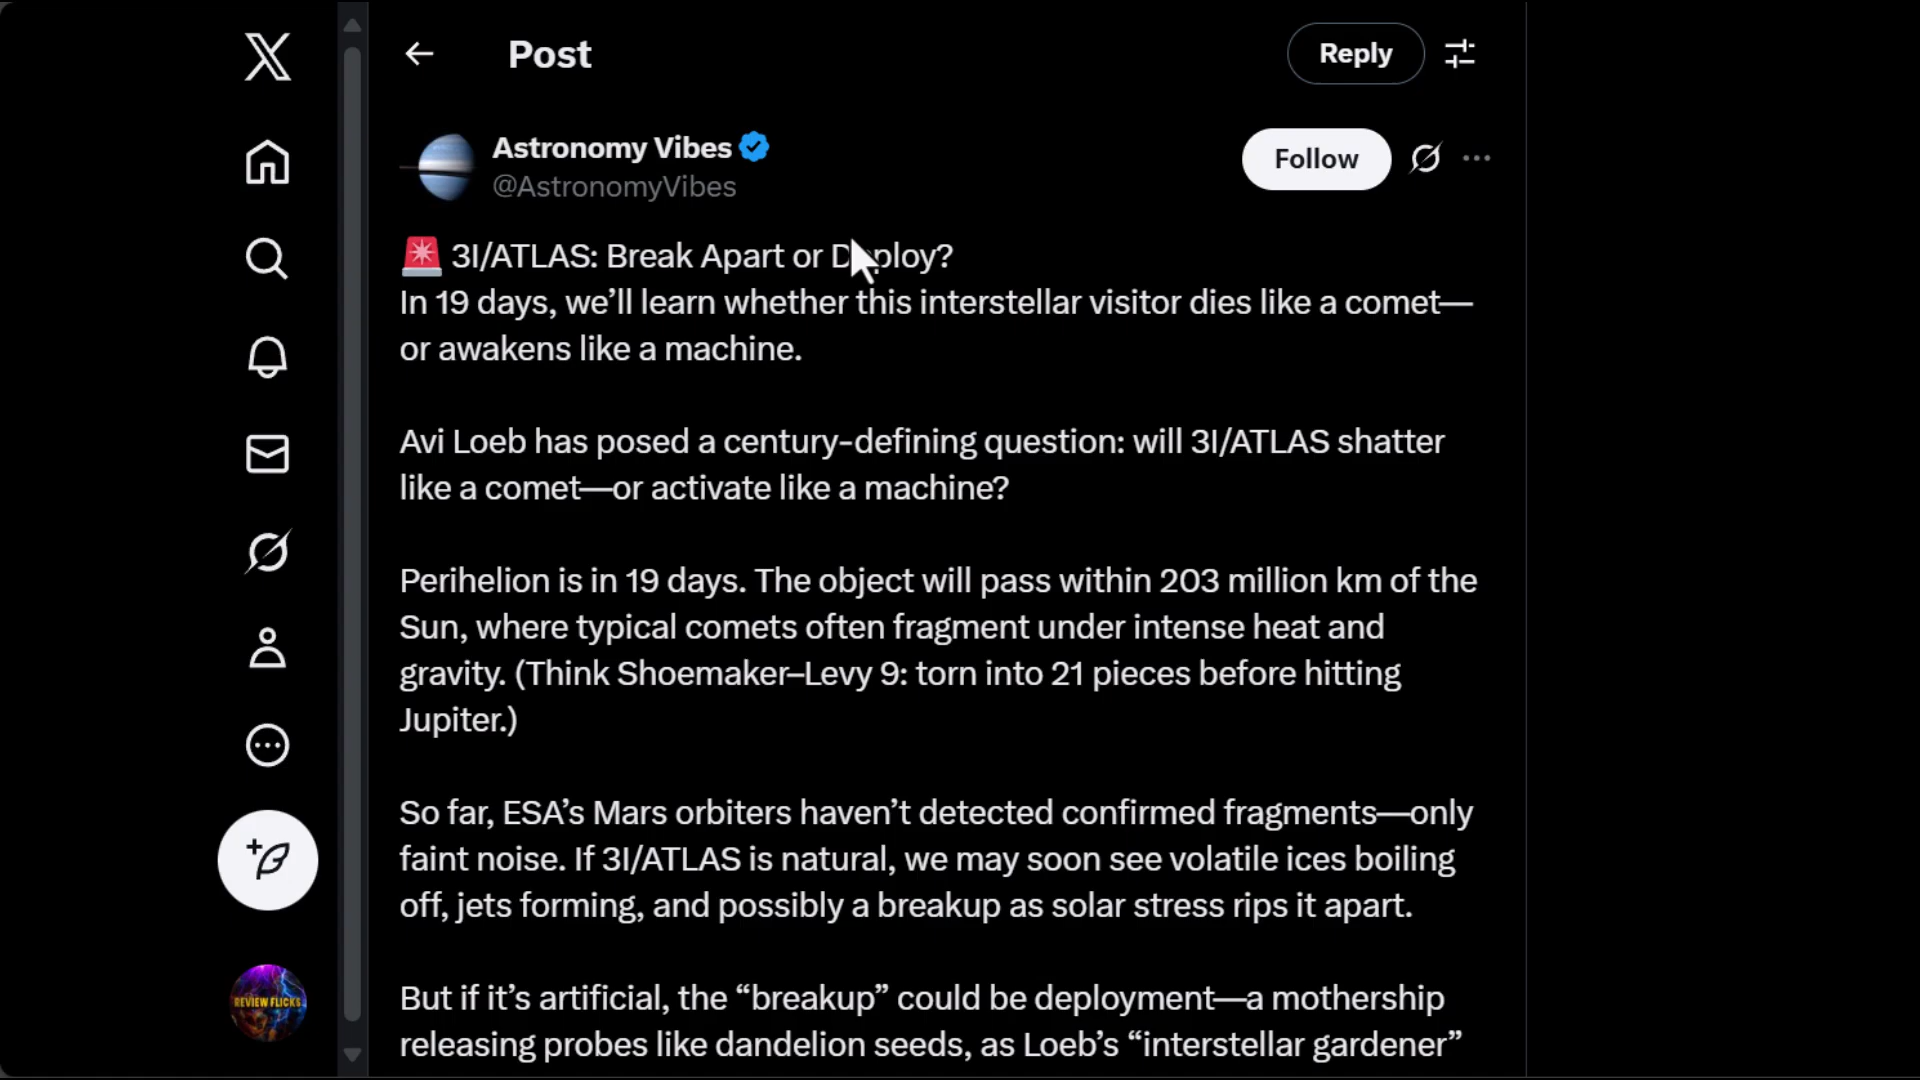 Post
Reply
Astronomy Vibes
@AstronomyVibes
Follow
🚨 3I/ATLAS: Break Apart or Deploy?
In 19 days, we’ll learn whether this interstellar visitor dies like a comet—
or awakens like a machine.
Avi Loeb has posed a century-defining question: will 3I/ATLAS shatter
like a comet—or activate like a machine?
Perihelion is in 19 days. The object will pass within 203 million km of the
Sun, where typical comets often fragment under intense heat and
gravity. (Think Shoemaker–Levy 9: torn into 21 pieces before hitting
Jupiter.)
So far, ESA’s Mars orbiters haven’t detected confirmed fragments—only
faint noise. If 3I/ATLAS is natural, we may soon see volatile ices boiling
off, jets forming, and possibly a breakup as solar stress rips it apart.
REVIEW FLICKS
But if it’s artificial, the “breakup” could be deployment—a mothership
releasing probes like dandelion seeds, as Loeb’s “interstellar gardener”